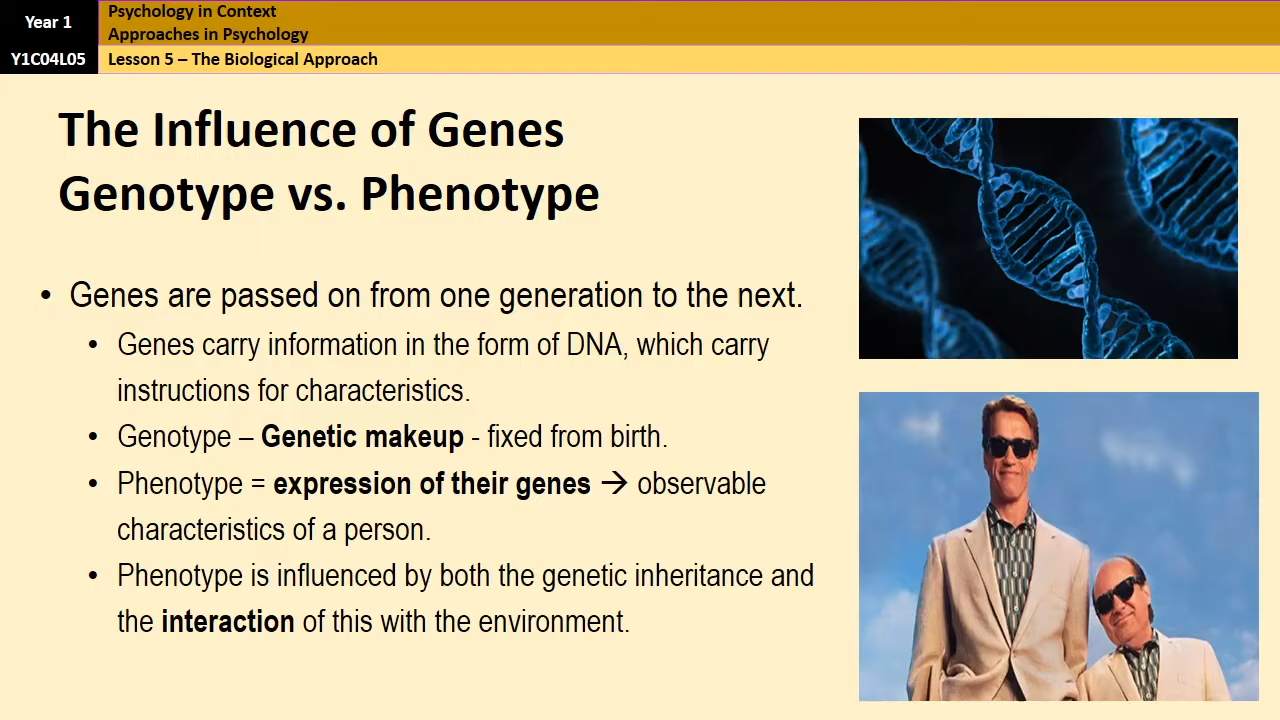 Year 1
Psychology in Context
Approaches in Psychology
Y1C04L05
Lesson 5 – The Biological Approach
The Influence of Genes
Genotype vs. Phenotype
• Genes are passed on from one generation to the next.
• Genes carry information in the form of DNA, which carry
instructions for characteristics.
• Genotype – Genetic makeup - fixed from birth.
• Phenotype = expression of their genes → observable
characteristics of a person.
• Phenotype is influenced by both the genetic inheritance and
the interaction of this with the environment.